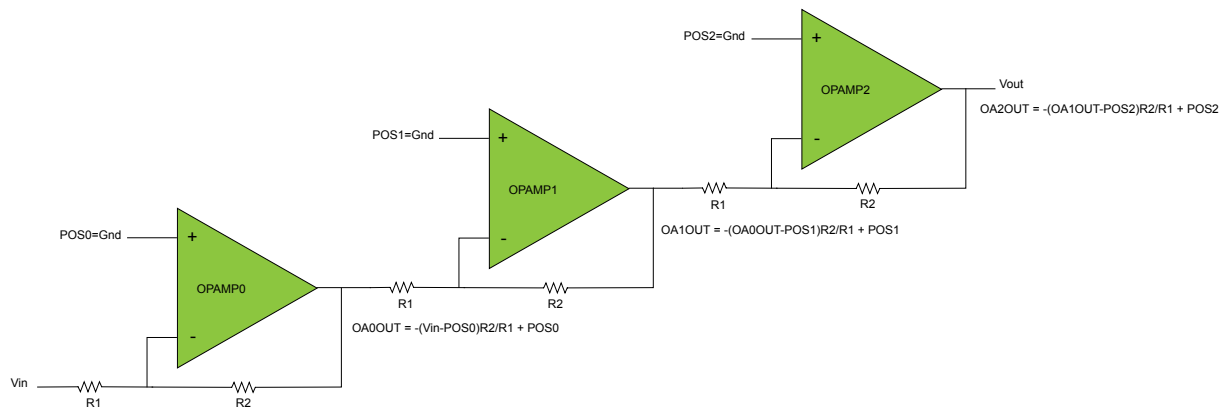 POS2=Gnd
+
OPAMP2
-
Vout
OA2OUT = -(OA1OUT-POS2)R2/R1 + POS2
R1
R2
POS1=Gnd
+
OPAMP1
-
OA1OUT = -(OA0OUT-POS1)R2/R1 + POS1
R1
R2
POS0=Gnd
+
OPAMP0
-
OA0OUT = -(Vin-POS0)R2/R1 + POS0
Vin
R1
R2